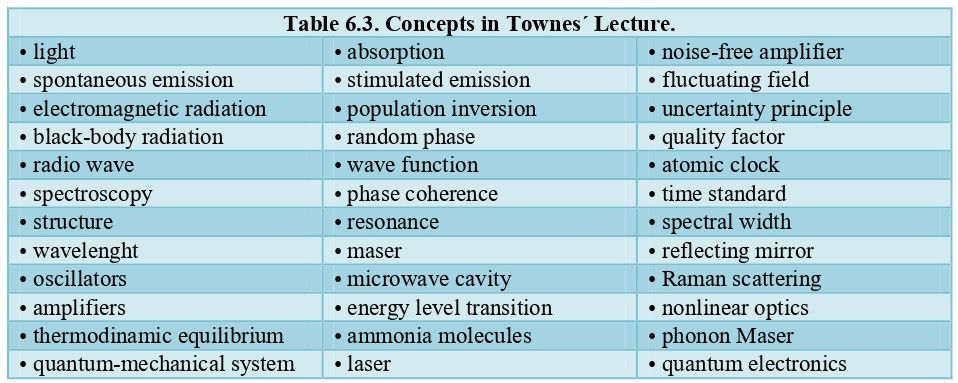 Table 6.3. Concepts in Townes´ Lecture.
• light • absorption • noise-free amplifier
• spontaneous emission • stimulated emission • fluctuating field
• electromagnetic radiation • population inversion • uncertainty principle
• black-body radiation • random phase • quality factor
• radio wave • wave function • atomic clock
• spectroscopy • phase coherence • time standard
• structure • resonance • spectral width
• wavelenght • maser • reflecting mirror
• oscillators • microwave cavity • Raman scattering
• amplifiers • energy level transition • nonlinear optics
• thermodinamic equilibrium • ammonia molecules • phonon Maser
• quantum-mechanical system • laser • quantum electronics